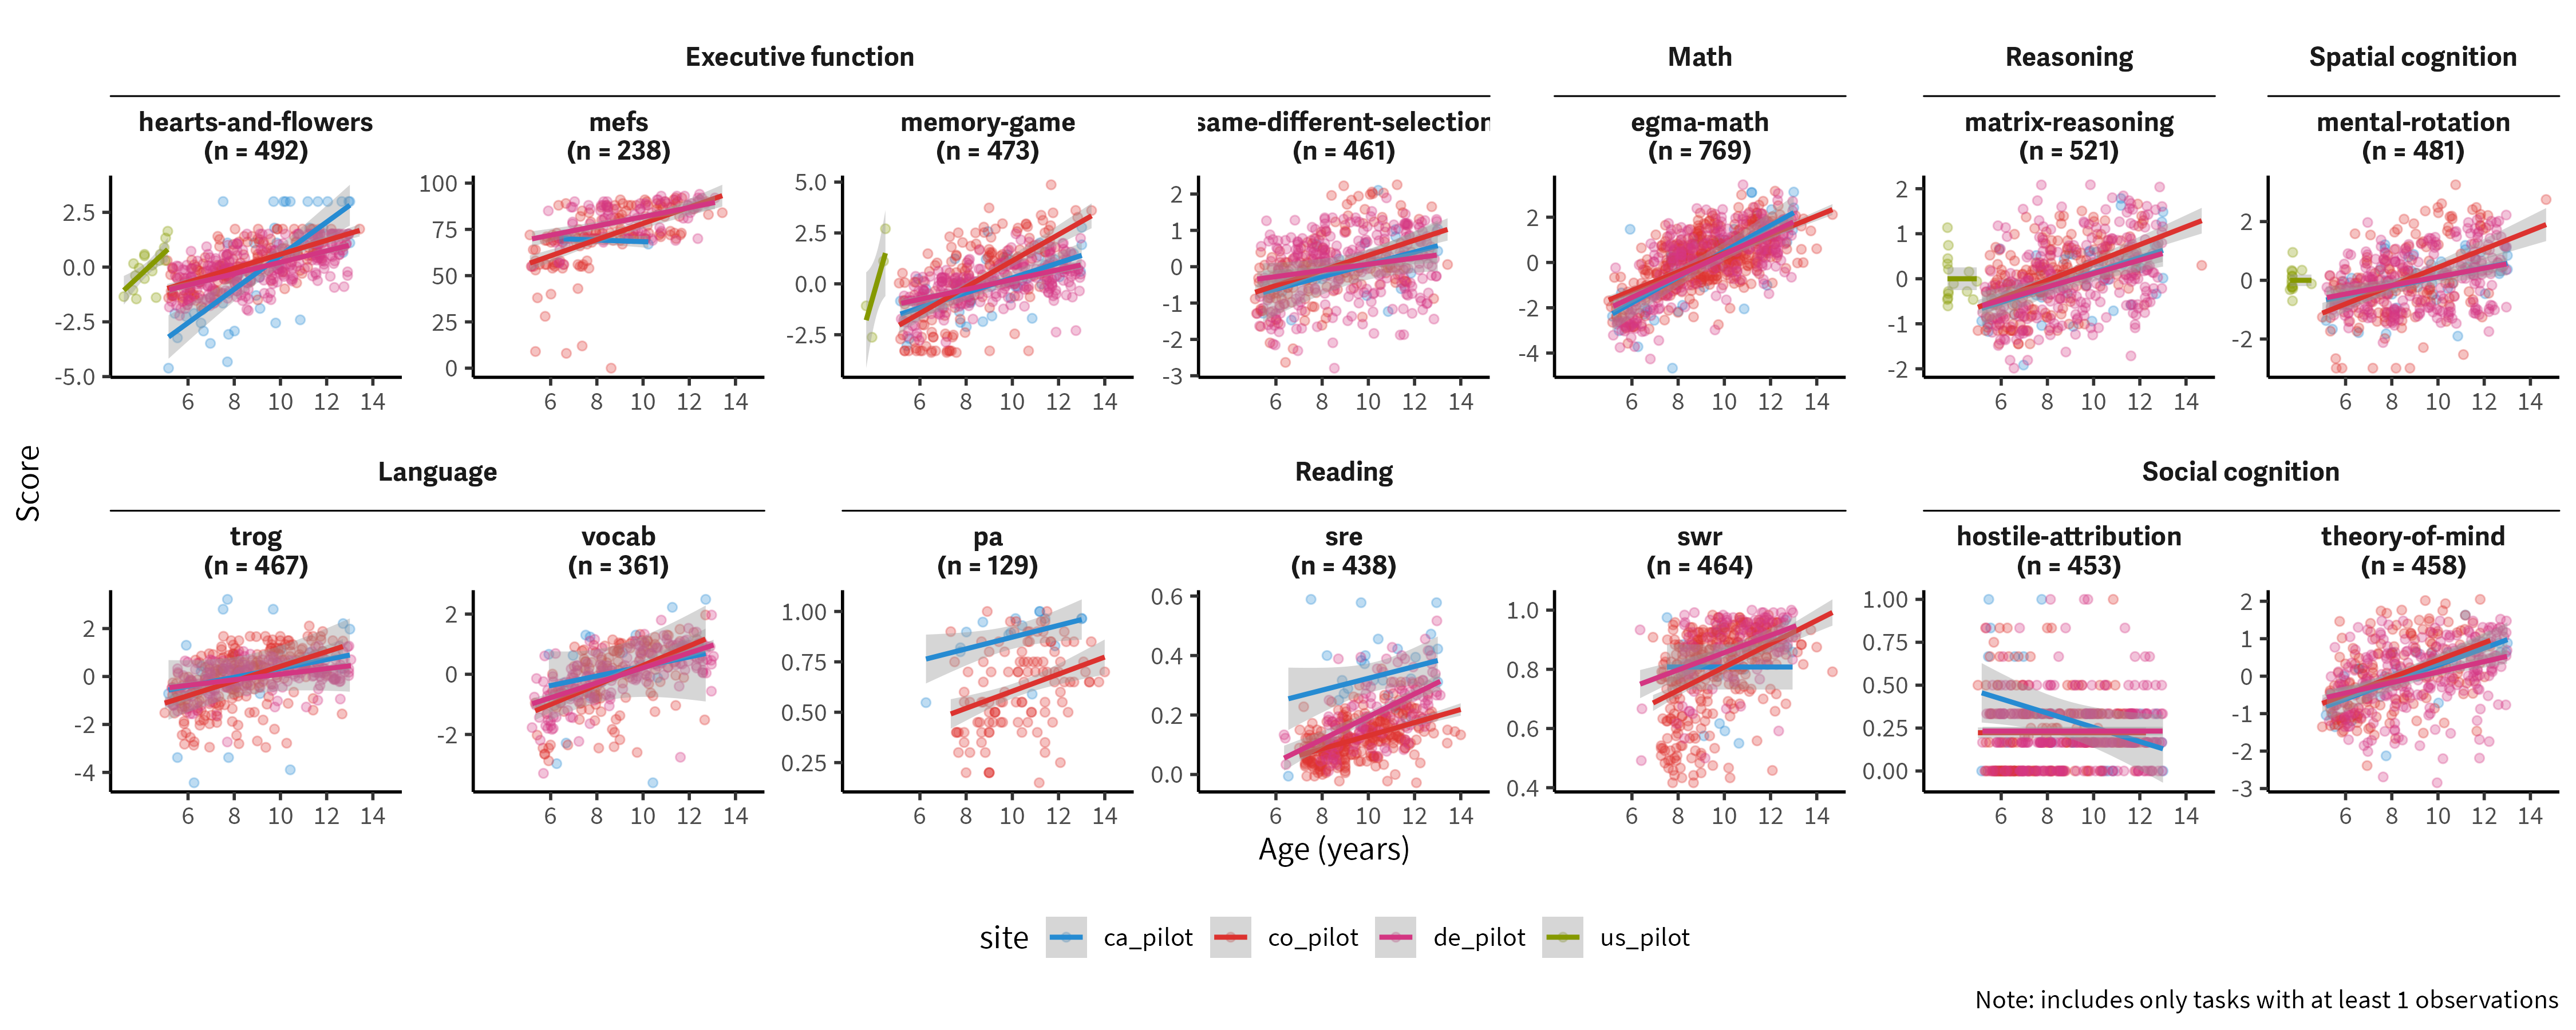 Executive function
Math
Reasoning
Spatial cognition
hearts-and-flowers
(n = 492)
mefs
(n = 238)
memory-game
(n = 473)
same-different-selection
(n = 461)
egma-math
(n = 769)
matrix-reasoning
(n = 521)
mental-rotation
(n = 481)
2.5
0.0
-2.5
-5.0
6 8 10 12 14
100
75
50
25
0
6 8 10 12 14
5.0
2.5
0.0
-2.5
6 8 10 12 14
2
1
0
-1
-2
-3
6 8 10 12 14
2
0
-2
-4
6 8 10 12 14
2
1
0
-1
-2
6 8 10 12 14
2
0
-2
6 8 10 12 14
Score
Language
Reading
Social cognition
trog
(n = 467)
vocab
(n = 361)
pa
(n = 129)
sre
(n = 438)
swr
(n = 464)
hostile-attribution
(n = 453)
theory-of-mind
(n = 458)
2
0
-2
-4
6 8 10 12 14
2
0
-2
6 8 10 12 14
1.00
0.75
0.50
0.25
6 8 10 12 14
0.6
0.4
0.2
0.0
6 8 10 12 14
1.0
0.8
0.6
0.4
6 8 10 12 14
1.00
0.75
0.50
0.25
0.00
6 8 10 12 14
2
1
0
-1
-2
-3
6 8 10 12 14
Age (years)
site ca_pilot co_pilot de_pilot us_pilot
Note: includes only tasks with at least 1 observations